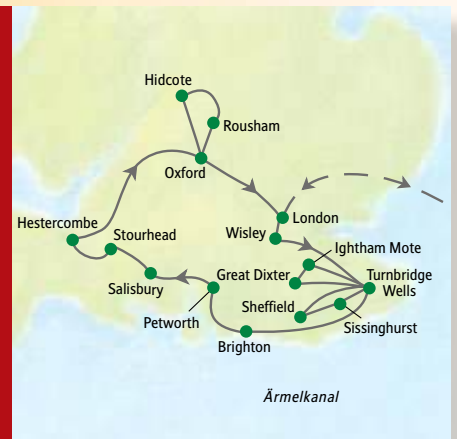 Hidcote
Rousham
Oxford
London
Hestercombe
Stourhead
Wisley
Ightham Mote
Salisbury
Great Dixter
Turnbridge
Wells
Petworth
Sheffield
Sissinghurst
Brighton
Ärmelkanal